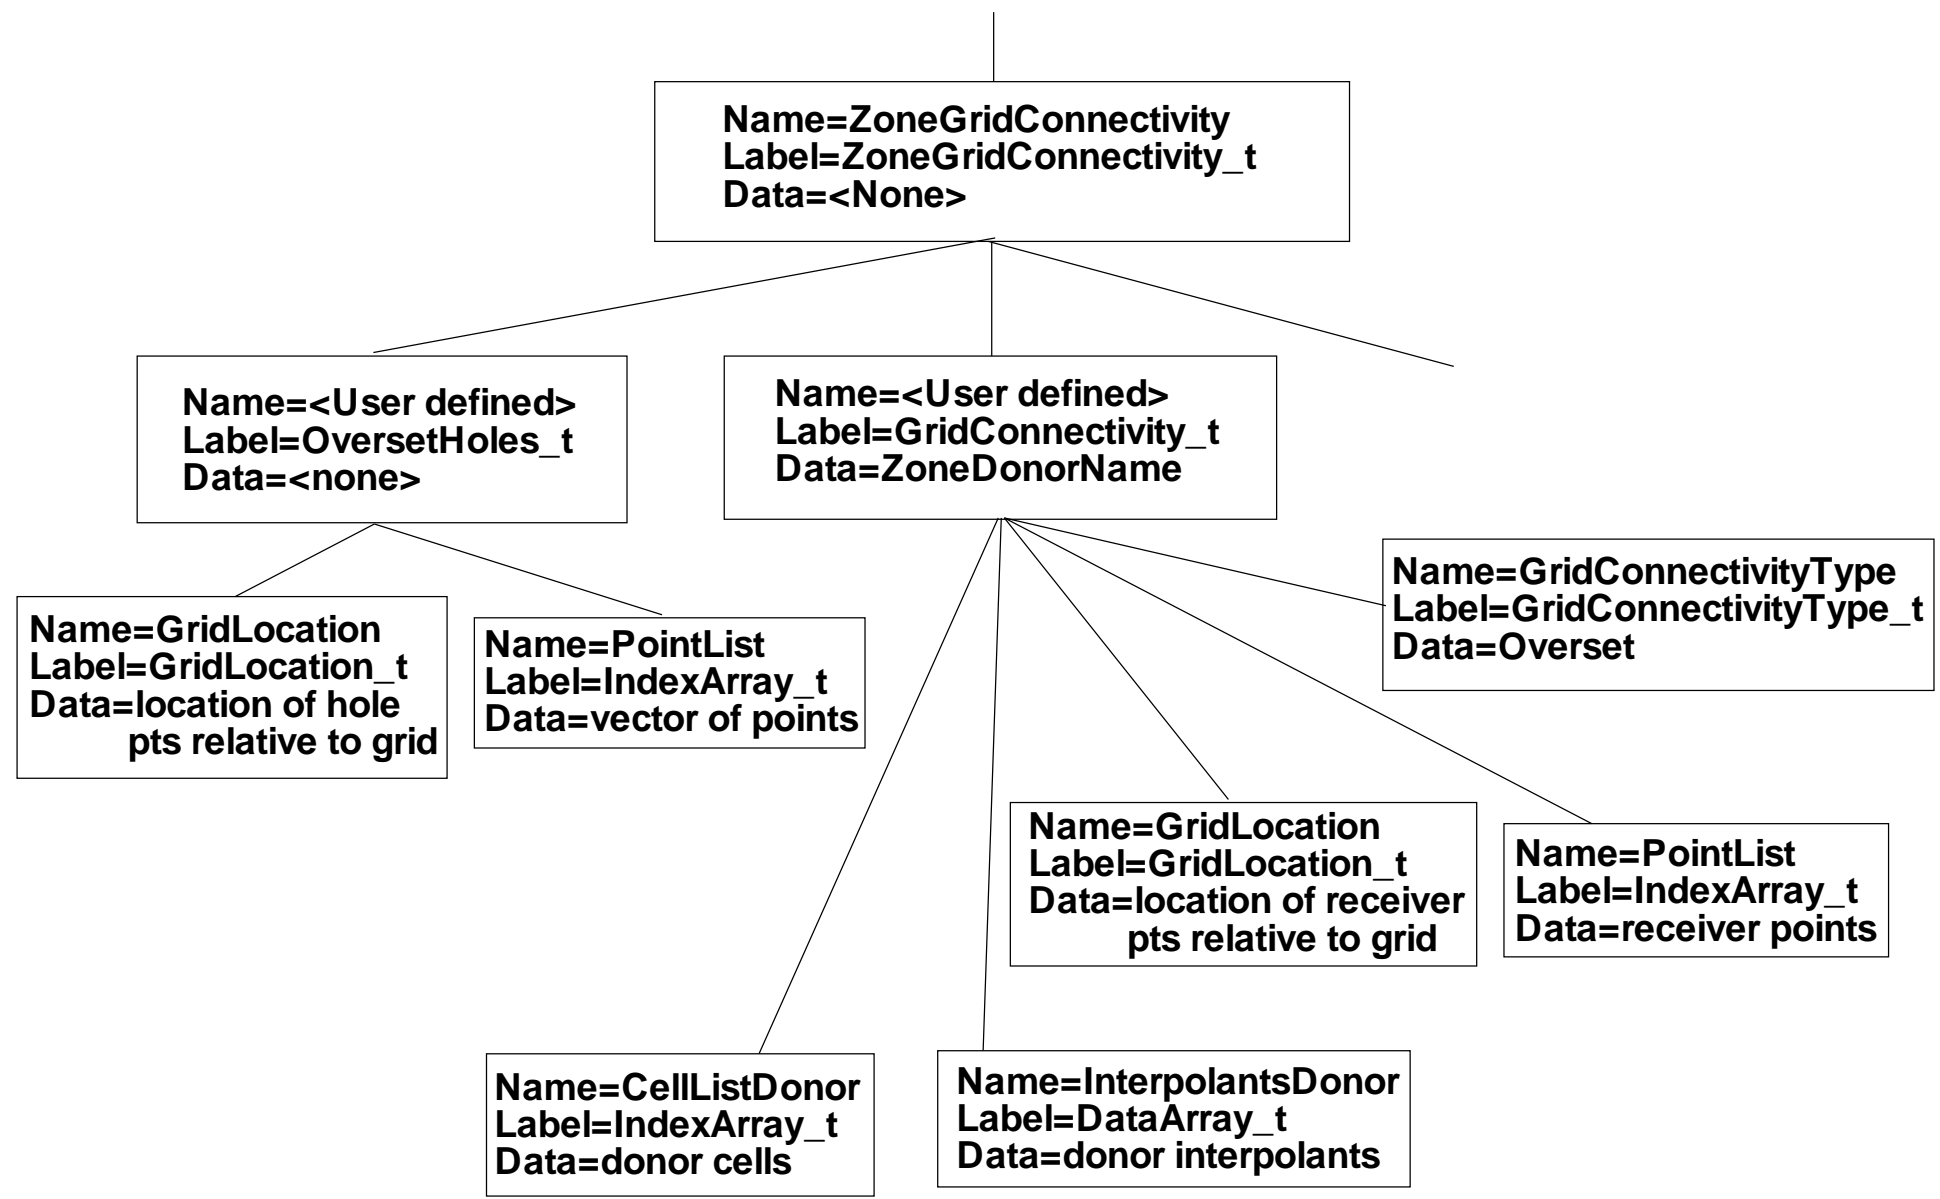 Name=ZoneGridConnectivity
Label=ZoneGridConnectivity_t
Data=<None>
Name=<User defined>
Label=OversetHoles_t
Data=<none>
Name=<User defined>
Label=GridConnectivity_t
Data=ZoneDonorName
Name=GridConnectivityType
Label=GridConnectivityType_t
Data=Overset
Name=GridLocation
Label=GridLocation_t
Data=location of hole
pts relative to grid
Name=PointList
Label=IndexArray_t
Data=vector of points
Name=GridLocation
Label=GridLocation_t
Data=location of receiver
pts relative to grid
Name=PointList
Label=IndexArray_t
Data=receiver points
Name=CellListDonor
Label=IndexArray_t
Data=donor cells
Name=InterpolantsDonor
Label=DataArray_t
Data=donor interpolants